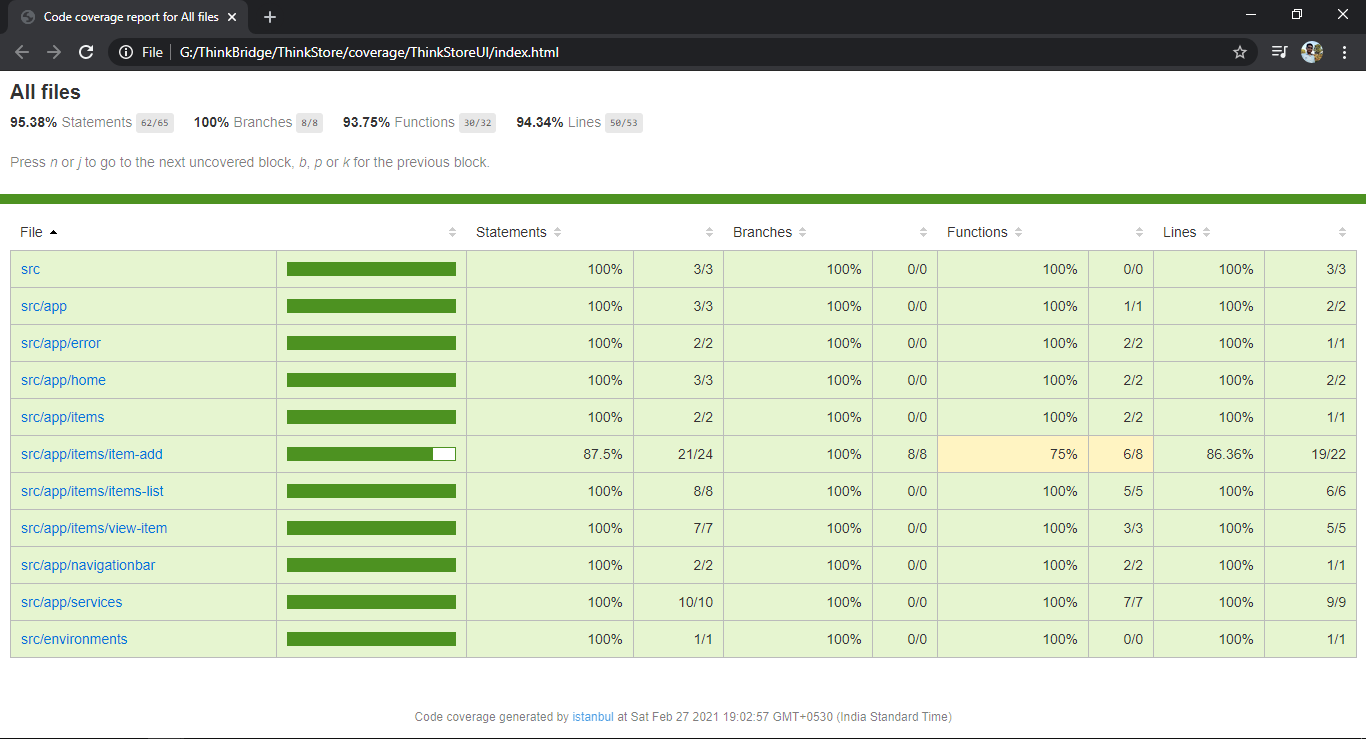 Code coverage report for All files
File G:/ThinkBridge/ThinkStore/coverage/ThinkStoreUI/index.html
All files
95.38% Statements 62/65 100% Branches 8/8 93.75% Functions 30/32 94.34% Lines 50/53
Press n or j to go to the next uncovered block, b, p or k for the previous block.
File Statements Branches Functions Lines
src 100% 3/3 100% 0/0 100% 0/0 100% 3/3
src/app 100% 3/3 100% 0/0 100% 1/1 100% 2/2
src/app/error 100% 2/2 100% 0/0 100% 2/2 100% 1/1
src/app/home 100% 3/3 100% 0/0 100% 2/2 100% 2/2
src/app/items 100% 2/2 100% 0/0 100% 2/2 100% 1/1
src/app/items/item-add 87.5% 21/24 100% 8/8 75% 6/8 86.36% 19/22
src/app/items/items-list 100% 8/8 100% 0/0 100% 5/5 100% 6/6
src/app/items/view-item 100% 7/7 100% 0/0 100% 3/3 100% 5/5
src/app/navigationbar 100% 2/2 100% 0/0 100% 2/2 100% 1/1
src/app/services 100% 10/10 100% 0/0 100% 7/7 100% 9/9
src/environments 100% 1/1 100% 0/0 100% 0/0 100% 1/1
Code coverage generated by istanbul at Sat Feb 27 2021 19:02:57 GMT+0530 (India Standard Time)